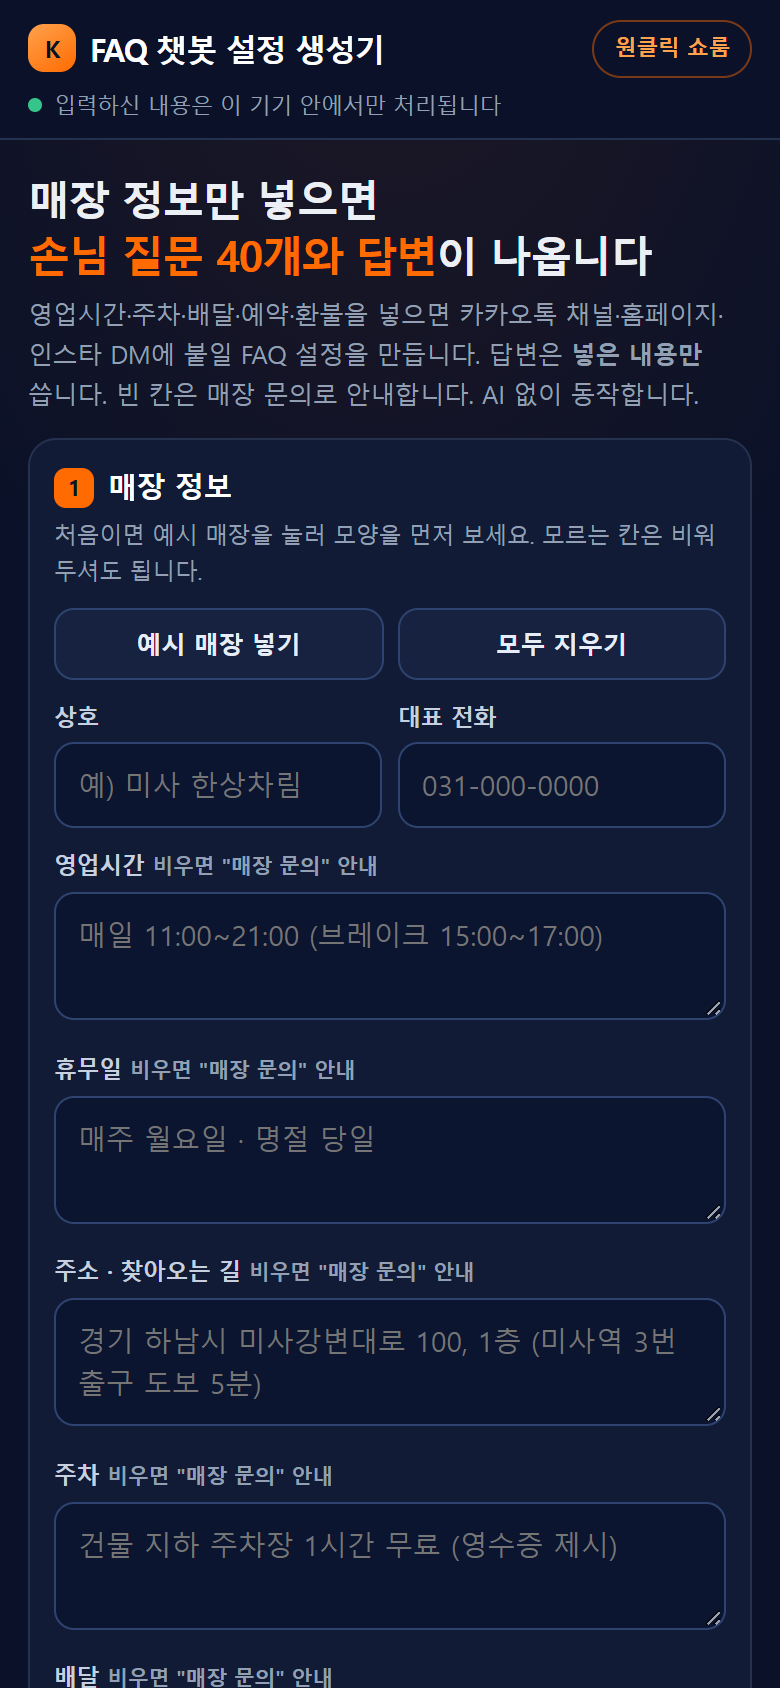 K FAQ 챗봇 설정 생성기 원클릭 쇼룸
입력하신 내용은 이 기기 안에서만 처리됩니다
매장 정보만 넣으면
손님 질문 40개와 답변이 나옵니다
영업시간·주차·배달·예약·환불을 넣으면 카카오톡 채널·홈페이지·
인스타 DM에 붙일 FAQ 설정을 만듭니다. 답변은 넣은 내용만
씁니다. 빈 칸은 매장 문의로 안내합니다. AI 없이 동작합니다.
1 매장 정보
처음이면 예시 매장을 눌러 모양을 먼저 보세요. 모르는 칸은 비워
두셔도 됩니다.
예시 매장 넣기 모두 지우기
상호 대표 전화
예) 미사 한상차림 031-000-0000
영업시간 비우면 "매장 문의" 안내
매일 11:00~21:00 (브레이크 15:00~17:00)
휴무일 비우면 "매장 문의" 안내
매주 월요일 · 명절 당일
주소 · 찾아오는 길 비우면 "매장 문의" 안내
경기 하남시 미사강변대로 100, 1층 (미사역 3번
출구 도보 5분)
주차 비우면 "매장 문의" 안내
건물 지하 주차장 1시간 무료 (영수증 제시)
배달 비우면 "매장 문의" 안내